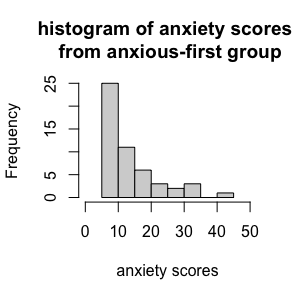 histogram of anxiety scores
from anxious-first group
25
15
5
0
Frequency
0 10 20 30 40 50
anxiety scores